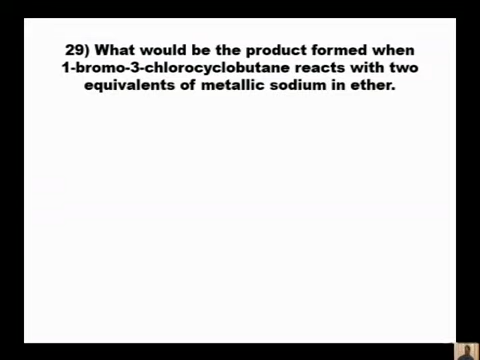 29) What would be the product formed when
1-bromo-3-chlorocyclobutane reacts with two
equivalents of metallic sodium in ether.